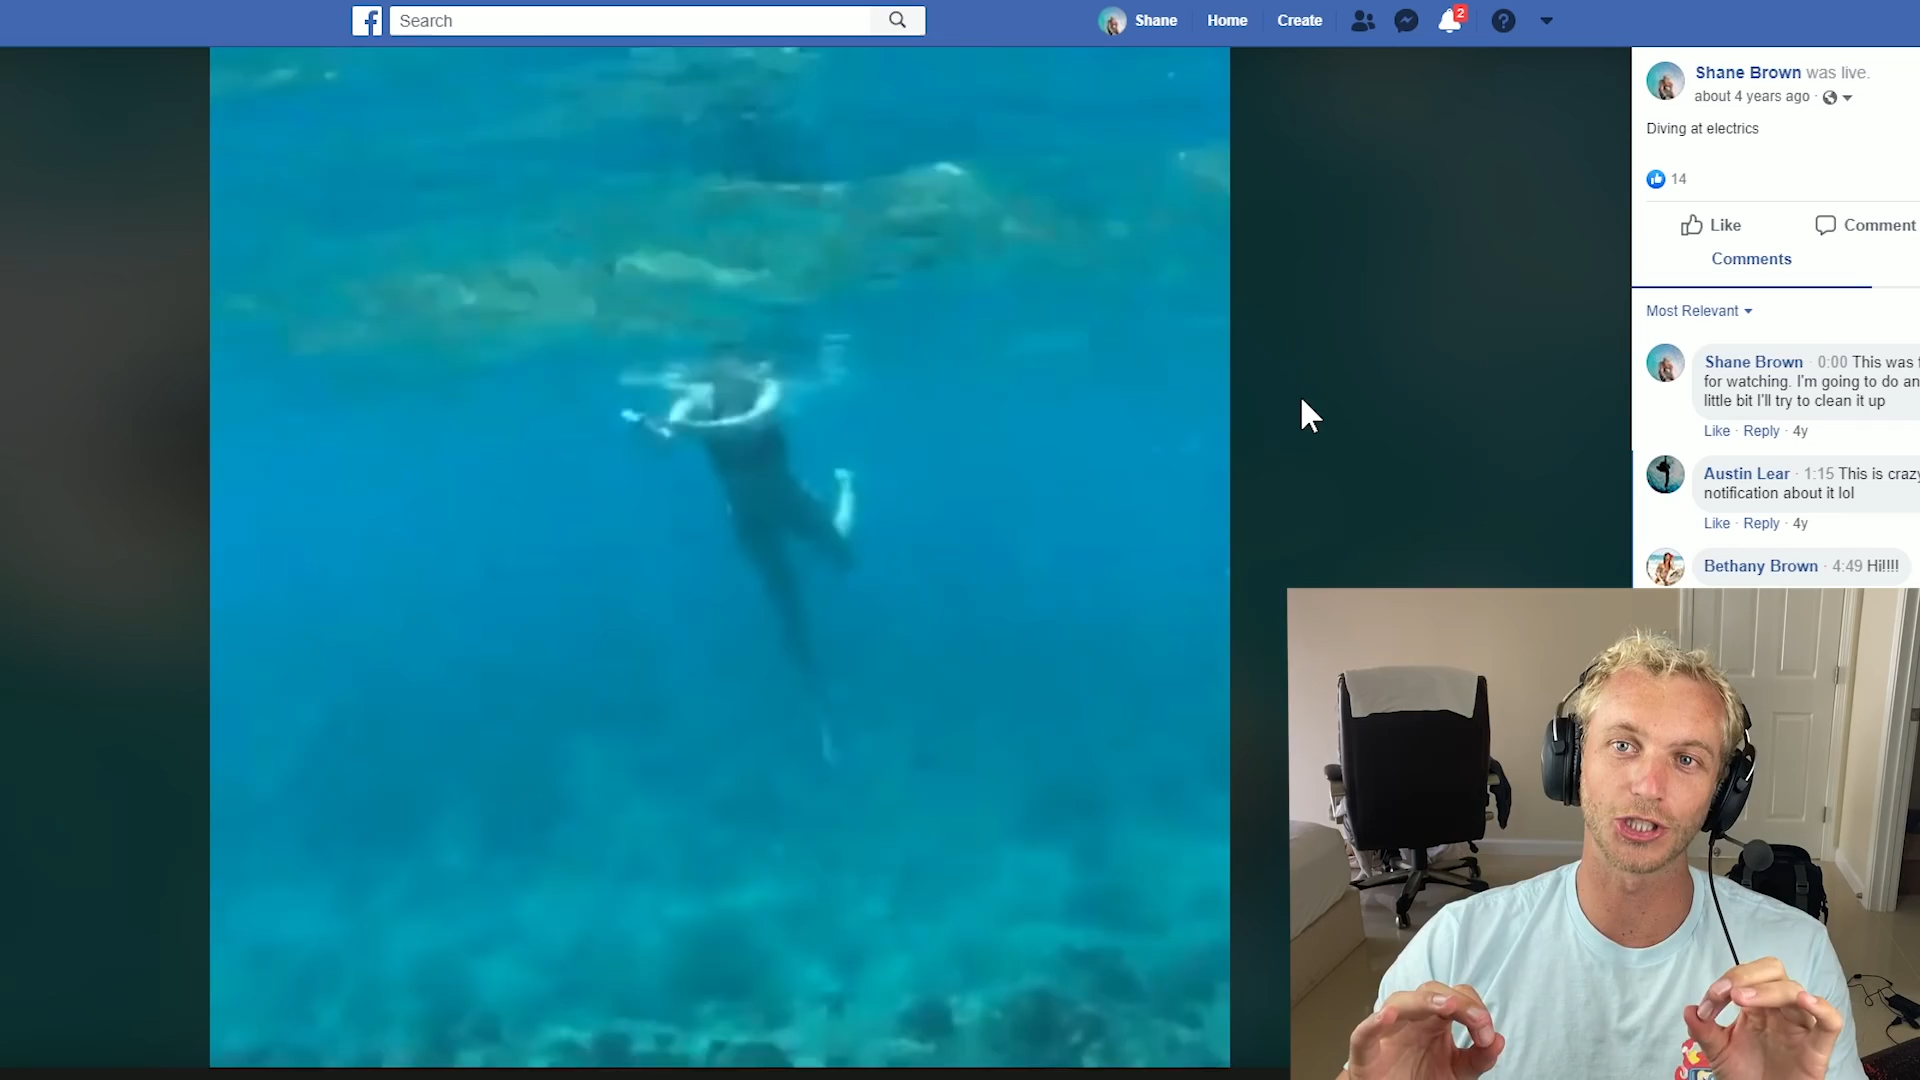 f Search Shane Home Create 2
Shane Brown was live.
about 4 years ago
Diving at electrics
14
Like Comment
Comments
Most Relevant
Shane Brown · 0:00 This was
for watching. I'm going to do an
little bit I'll try to clean it up
Like · Reply · 4y
Austin Lear · 1:15 This is crazy
notification about it lol
Like · Reply · 4y
Bethany Brown · 4:49 Hi!!!!